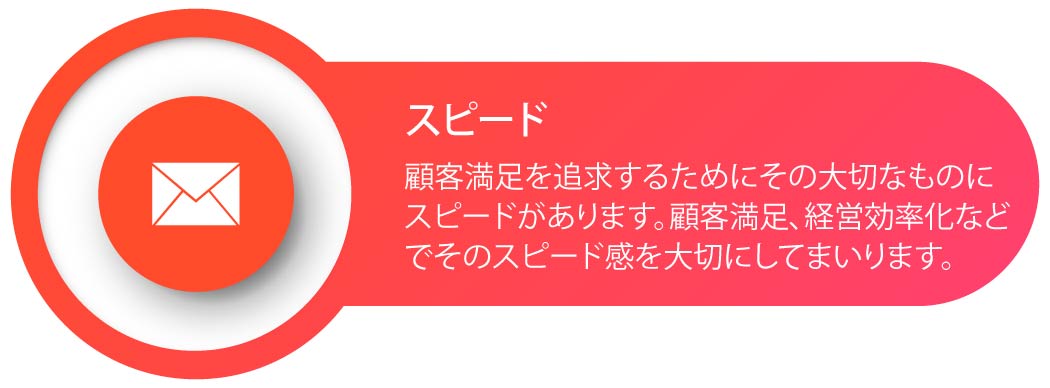 スピード
顧客満足を追求するためにその大切なものに
スピードがあります。顧客満足、経営効率化など
でそのスピード感を大切にしてまいります。